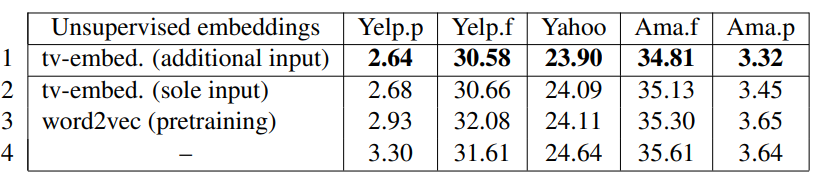 Unsupervised embeddings Yelp.p Yelp.f Yahoo Ama.f Ama.p
1 tv-embed. (additional input) 2.64 30.58 23.90 34.81 3.32
2 tv-embed. (sole input) 2.68 30.66 24.09 35.13 3.45
3 word2vec (pretraining) 2.93 32.08 24.11 35.30 3.65
4 – 3.30 31.61 24.64 35.61 3.64